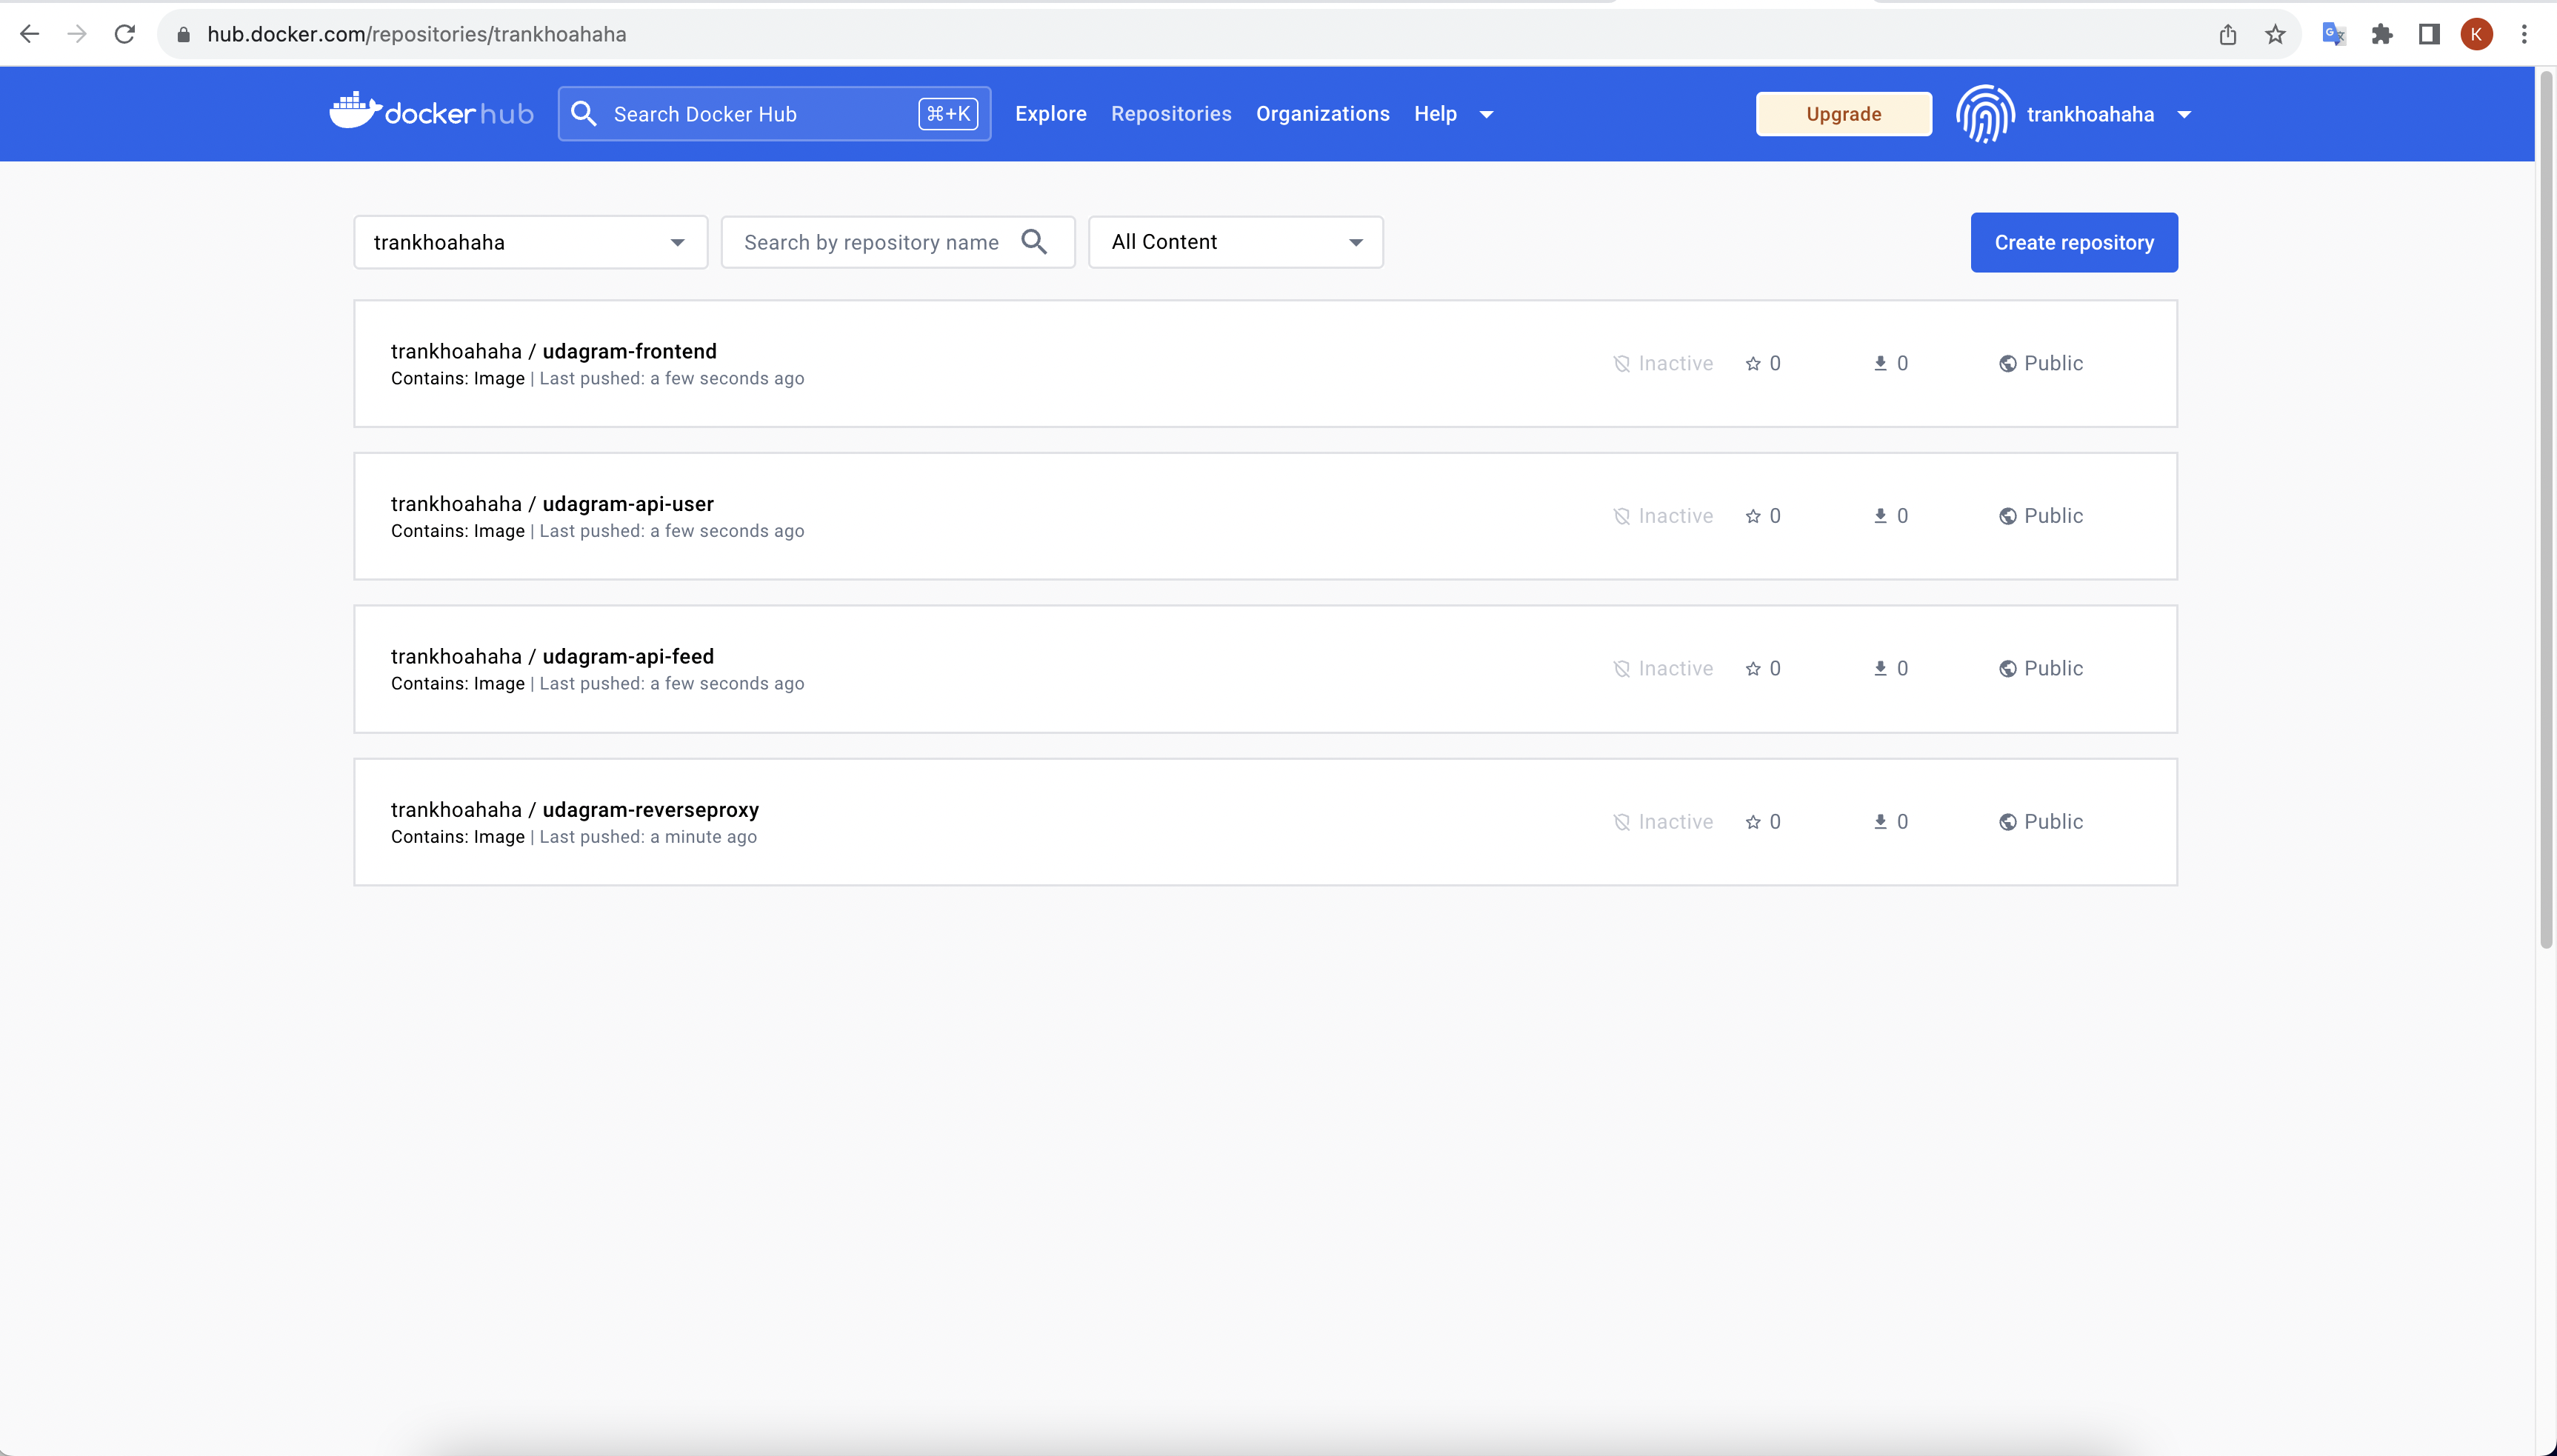 hub.docker.com/repositories/trankhoahaha
K
docker hub
Search Docker Hub
⌘+K
Explore
Repositories
Organizations
Help
Upgrade
trankhoahaha
trankhoahaha
Search by repository name
All Content
Create repository
trankhoahaha / udagram-frontend
Contains: Image | Last pushed: a few seconds ago
Inactive
0
0
Public
trankhoahaha / udagram-api-user
Contains: Image | Last pushed: a few seconds ago
Inactive
0
0
Public
trankhoahaha / udagram-api-feed
Contains: Image | Last pushed: a few seconds ago
Inactive
0
0
Public
trankhoahaha / udagram-reverseproxy
Contains: Image | Last pushed: a minute ago
Inactive
0
0
Public